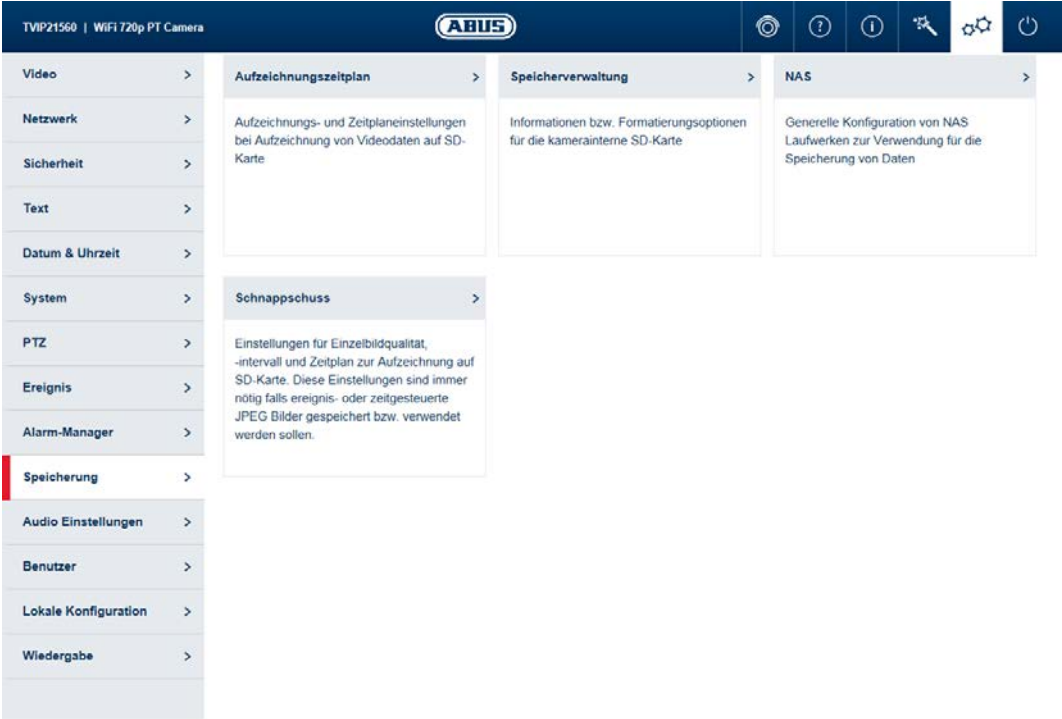 TVIP21560 | WiFi 720p PT Camera
ABUS
Video
Netzwerk
Sicherheit
Text
Datum & Uhrzeit
System
PTZ
Ereignis
Alarm-Manager
Speicherung
Audio Einstellungen
Benutzer
Lokale Konfiguration
Wiedergabe
Aufzeichnungszeitplan
Aufzeichnungs- und Zeitplaneinstellungen
bei Aufzeichnung von Videodaten auf SD-
Karte
Speicherverwaltung
Informationen bzw. Formatierungsoptionen
für die kamerainterne SD-Karte
NAS
Generelle Konfiguration von NAS
Laufwerken zur Verwendung für die
Speicherung von Daten
Schnappschuss
Einstellungen für Einzelbildqualität,
-intervall und Zeitplan zur Aufzeichnung auf
SD-Karte. Diese Einstellungen sind immer
nötig falls ereignis- oder zeitgesteuerte
JPEG Bilder gespeichert bzw. verwendet
werden sollen.